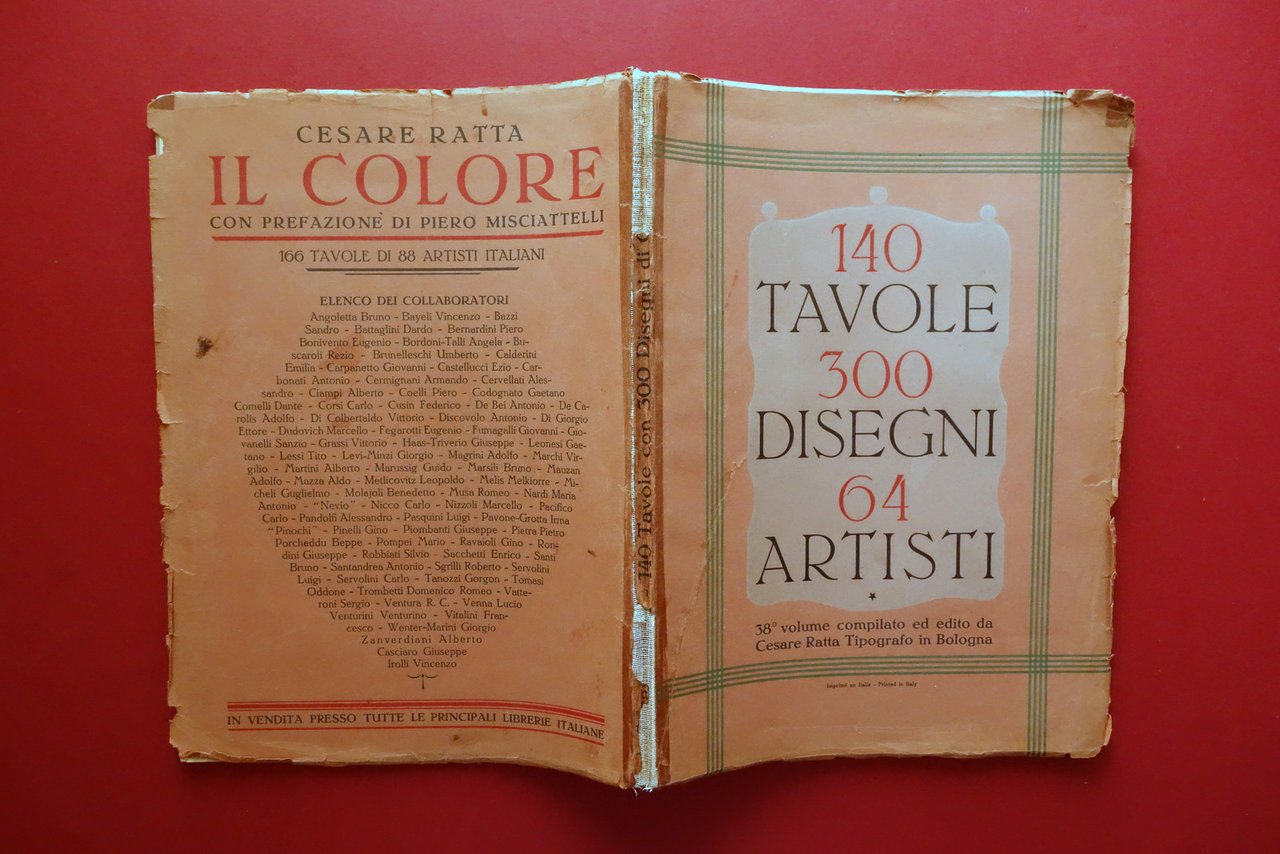 CESARE RATTA
IL COLORE
CON PREFAZIONE DI PIERO MISCIATTELLI
166 TAVOLE DI 88 ARTISTI ITALIANI
ELENCO DEI COLLABORATORI
Angoletta Bruno - Bayeli Vincenzo - Bazzi
Sandro - Battaglini Dardo - Bernardini Piero
Bonivento Eugenio - Bordoni-Talli Angela - Bu-
scaroli Rezio - Brunelleschi Umberto - Calderini
Emilia - Carpanetto Giovanni - Castellucci Ezio - Car-
bonati Antonio - Cermignani Armando - Cervellati Ales-
sandro - Ciampi Alberto - Coelli Piero - Codognato Gaetano
Comelli Dante - Corsi Carlo - Cusin Federico - De Bei Antonio - De Ca-
rolis Adolfo - Di Colbertaldo Vittorio - Discovolo Antonio - Di Giorgio
Ettore - Dudovich Marcello - Fegarotti Eugenio - Fumagalli Giovanni - Gio-
vanelli Sanzio - Grassi Vittorio - Haas-Triverio Giuseppe - Leonesi Gae-
tano - Lessi Tito - Levi-Minzi Giorgio - Magrini Adolfo - Marchi Vir-
gilio - Martini Alberto - Marussig Guido - Marsili Bruno - Mauzan
Adolfo - Mazza Aldo - Metlicovitz Leopoldo - Melis Melkiorre - Mi-
cheli Guglielmo - Molajoli Benedetto - Musa Romeo - Nardi Maria
Antonio - "Nevio" - Nicco Carlo - Nizzoli Marcello - Pacifico
Carlo - Pandolfi Alessandro - Pasquini Luigi - Pavone-Grotta Irma
"Pinochi" - Pinelli Gino - Piombanti Giuseppe - Pietra Pietro
Porcheddu Beppe - Pompei Mario - Ravaioli Gino - Ron-
dini Giuseppe - Robbiati Silvio - Sacchetti Enrico - Santi
Bruno - Santandrea Antonio - Sgrilli Roberto - Servolini
Luigi - Servolini Carlo - Tanozzi Gorgon - Tomasi
Oddone - Trombetti Domenico Romeo - Vatte-
roni Sergio - Ventura R. C. - Venna Lucio
Venturini Venturino - Vitalini Fran-
cesco - Wenter-Marini Giorgio
Zanverdiani Alberto
Casciaro Giuseppe
Irolli Vincenzo
IN VENDITA PRESSO TUTTE LE PRINCIPALI LIBRERIE ITALIANE
140 Tavole con 300 Disegni di
140
TAVOLE
300
DISEGNI
64
ARTISTI
38º volume compilato ed edito da
Cesare Ratta Tipografo in Bologna
Imprimé en Italie - Printed in Italy